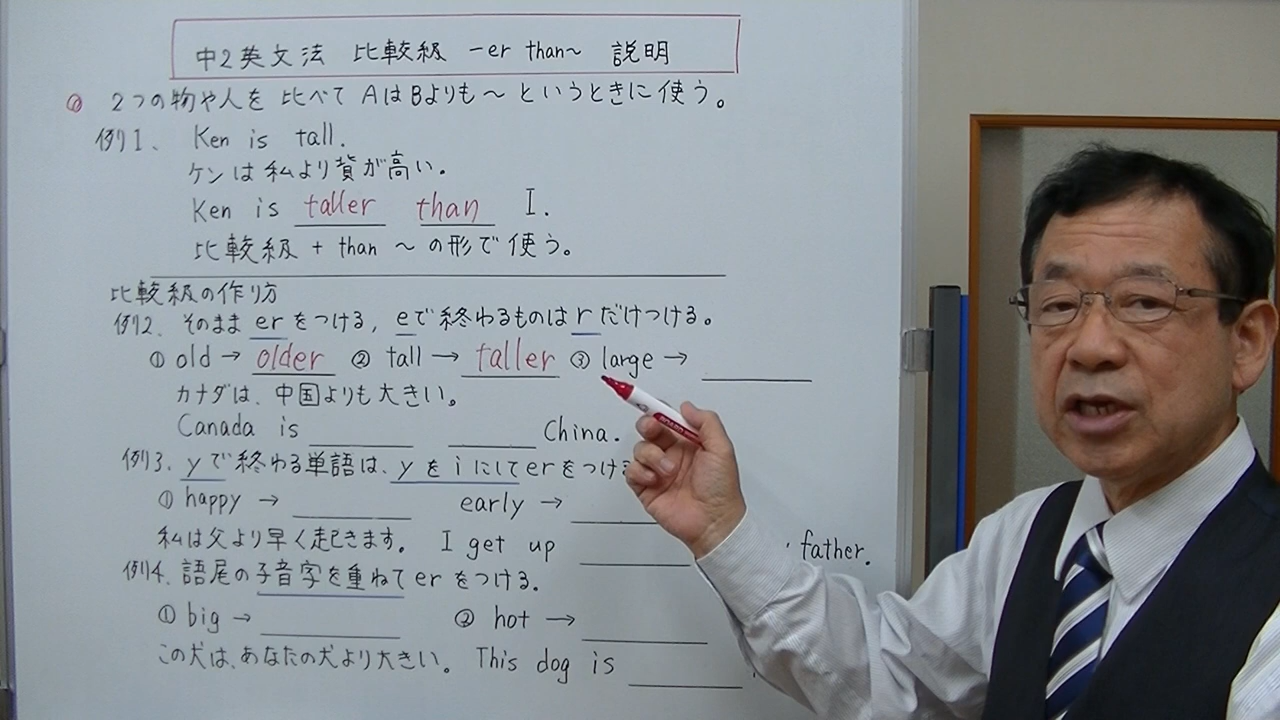 中2英文法 比較級 -er than~ 説明
◎ 2つの物や人を 比べて AはBよりも~ というときに使う。
例1、 Ken is tall.
ケンは私より背が高い。
Ken is taller than I.
比較級 + than ~ の形で使う。
比較級の作り方
例2、そのまま er をつける, eで終わるものは r だけつける。
① old → older ② tall → taller ③ large →
カナダは、中国よりも大きい。
Canada is China.
例3、yで終わる単語は、yをiにしてerをつけ
① happy → early →
私は父より早く起きます。 I get up father.
例4、語尾の子音字を重ねて er をつける。
① big → ② hot →
この犬は、あなたの犬より大きい。 This dog is